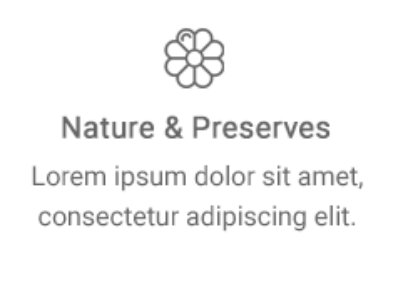 Nature & Preserves
Lorem ipsum dolor sit amet,
consectetur adipiscing elit.